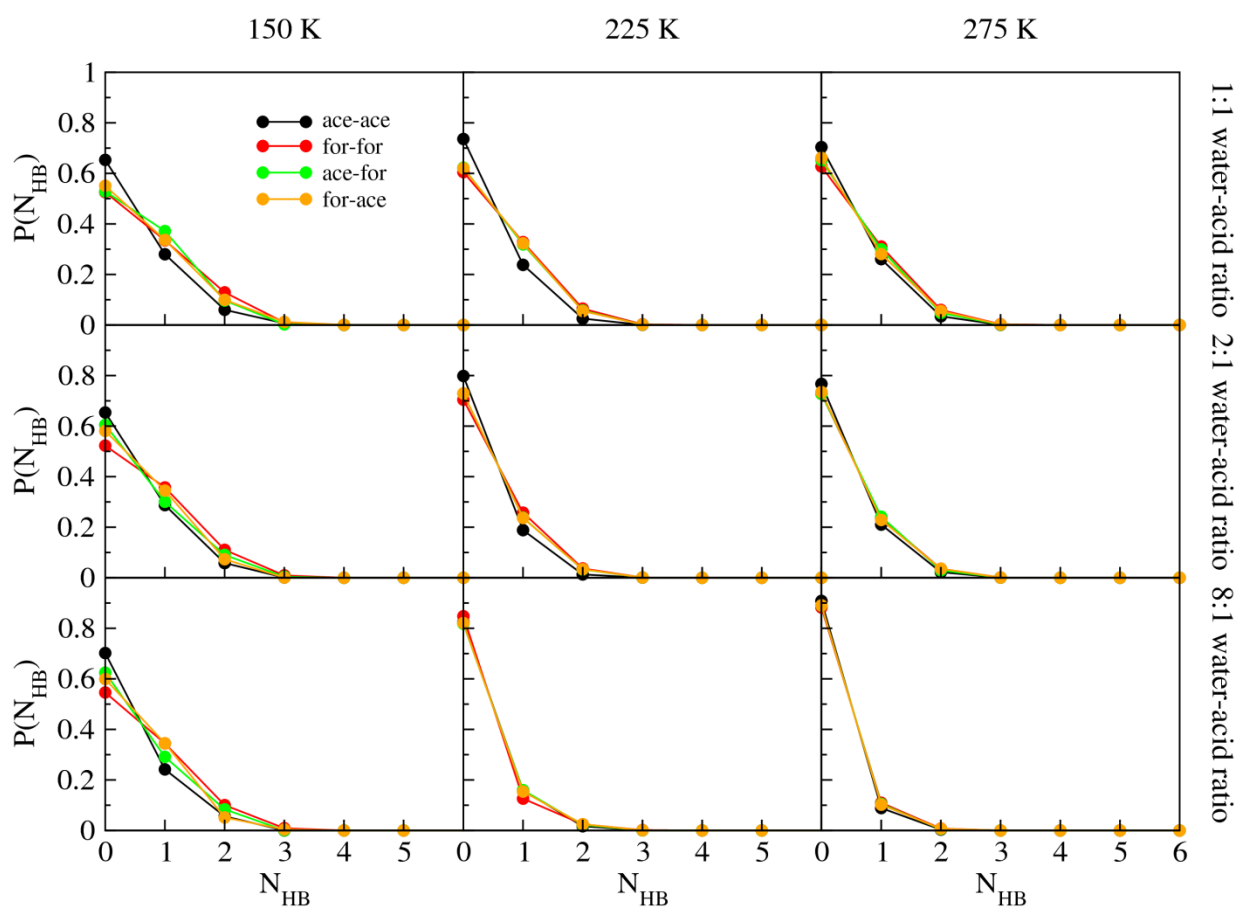 150 K
225 K
275 K
1
0.8
0.6
0.4
0.2
0
P(N_HB)
ace-ace
for-for
ace-for
for-ace
1:1 water-acid ratio
0.8
0.6
0.4
0.2
0
P(N_HB)
2:1 water-acid ratio
0.8
0.6
0.4
0.2
0
P(N_HB)
8:1 water-acid ratio
0 1 2 3 4 5
0 1 2 3 4 5
0 1 2 3 4 5 6
N_HB
N_HB
N_HB